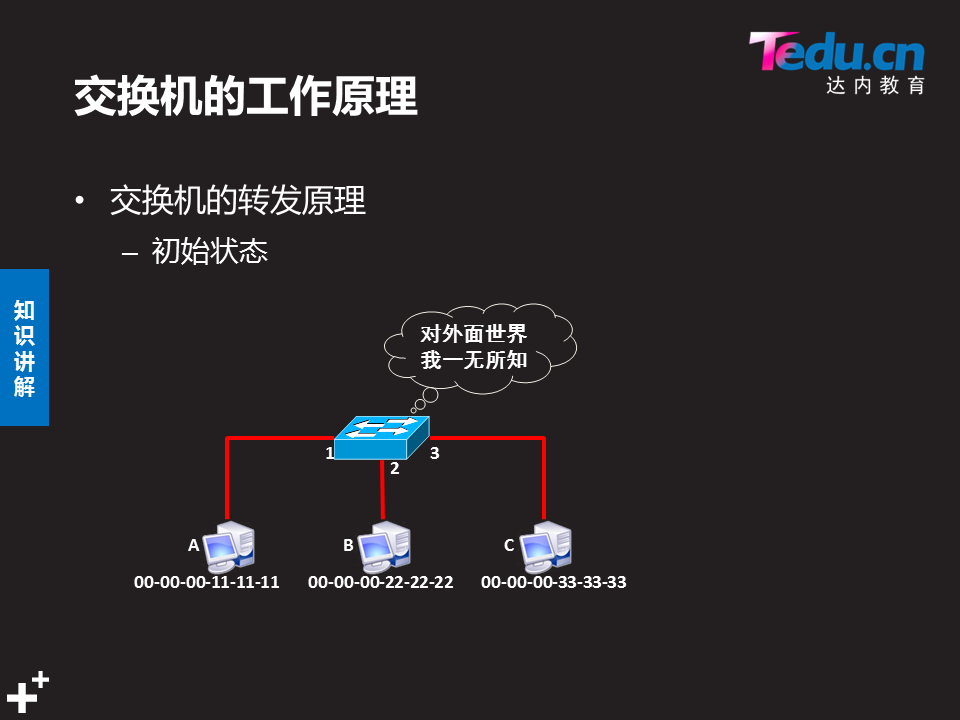 Tedu.cn
达内教育
交换机的工作原理
• 交换机的转发原理
– 初始状态
知
识
讲
解
对外面世界
我一无所知
1
2
3
A
B
C
00-00-00-11-11-11
00-00-00-22-22-22
00-00-00-33-33-33